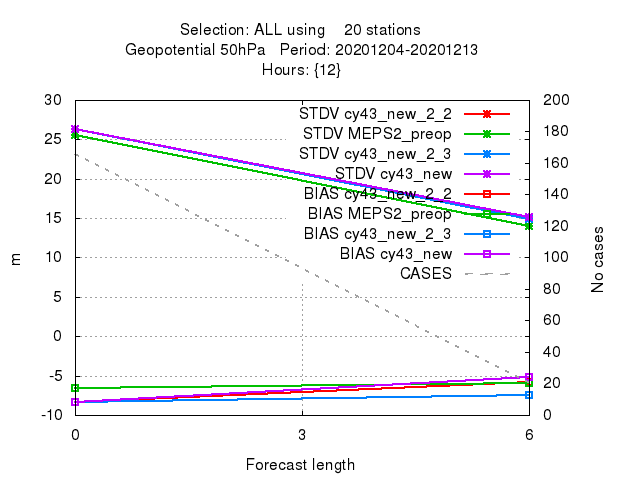 Selection: ALL using 20 stations
Geopotential 50hPa Period: 20201204-20201213
Hours: {12}
30 200
25 180
20 160
15 140
10 120
5 100
0 80
-5 60
-10 40
20
0
STDV cy43_new_2_2
STDV MEPS2_preop
STDV cy43_new_2_3
STDV cy43_new
BIAS cy43_new_2_2
BIAS MEPS2_preop
BIAS cy43_new_2_3
BIAS cy43_new
CASES
m
No cases
0 3 6
Forecast length